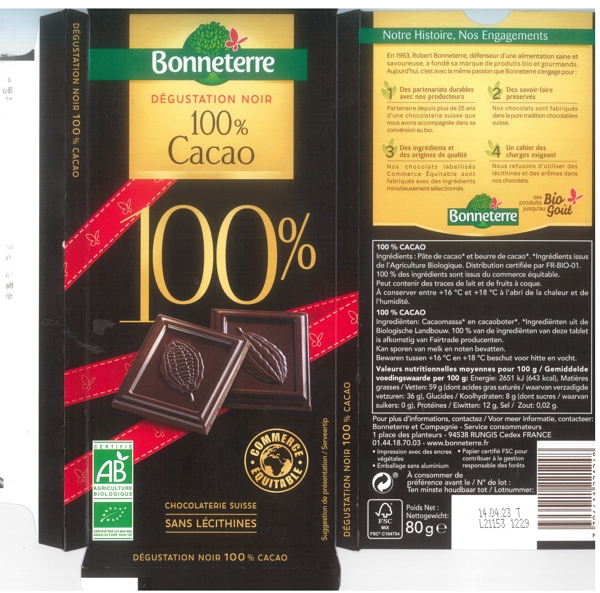 DÉGUSTATION NOIR 100 % CACAO
Bonneterre
DÉGUSTATION NOIR
100%
Cacao
100%
COMMERCE
ÉQUITABLE
CERTIFIÉ
AB
AGRICULTURE
BIOLOGIQUE
CHOCOLATERIE SUISSE
SANS LÉCITHINES
Suggestion de présentation / Serveertip
DÉGUSTATION NOIR 100 % CACAO
DÉGUSTATION NOIR 100 % CACAO
Notre Histoire, Nos Engagements
En 1963, Robert Bonneterre, défenseur d'une alimentation saine et
savoureuse, a fondé sa marque de produits bio et gourmands.
Aujourd'hui, c'est avec la même passion que Bonneterre s'engage pour :
1 Des partenariats durables
avec nos producteurs
Partenaire depuis plus de 25 ans
d'une chocolaterie suisse que
nous avons accompagnée dans sa
conversion au bio.
2 Des savoir-faire
préservés
Nos chocolats sont fabriqués
dans la pure tradition chocolatière
suisse.
3 Des ingrédients et
des origines de qualité
Nos chocolats labellisés
Commerce Équitable sont
fabriqués avec des ingrédients
minutieusement sélectionnés.
4 Un cahier des
charges exigeant
Nous refusons d'utiliser des
lécithines et des arômes dans
nos chocolats.
Bonneterre
des
produits Bio
jusqu'au Goût
100 % CACAO
Ingrédients : Pâte de cacao* et beurre de cacao*. *Ingrédients issus
de l'Agriculture Biologique. Distribution certifiée par FR-BIO-01.
100 % des ingrédients sont issus du commerce équitable.
Peut contenir des traces de lait et de fruits à coque.
À conserver entre +16 °C et +18 °C à l'abri de la chaleur et de
l'humidité.
100 % CACAO
Ingrediënten: Cacaomassa* en cacaoboter*. *Ingrediënten uit de
Biologische Landbouw. 100 % van de ingrediënten van deze tablet
is afkomstig van Fairtrade producenten.
Kan sporen van melk en noten bevatten.
Bewaren tussen +16 °C en +18 °C beschut voor hitte en vocht.
Valeurs nutritionnelles moyennes pour 100 g / Gemiddelde
voedingswaarde per 100 g: Energie: 2651 kJ (643 kcal), Matières
grasses / Vetten: 59 g (dont acides gras saturés / waarvan verzadigde
vetzuren: 36 g), Glucides / Koolhydraten: 8 g (dont sucres / waarvan
suikers: 0 g), Protéines / Eiwitten: 12 g, Sel / Zout: 0,02 g.
Pour plus d'informations, contactez / Voor meer informatie, contacteer:
Bonneterre et Compagnie - Service consommateurs
1 place des planteurs - 94538 RUNGIS Cedex FRANCE
01.44.18.70.03 - www.bonneterre.fr
• Impression avec des encres
végétales
• Emballage sans aluminium
• Papier certifié FSC pour
contribuer à la gestion
responsable des forêts
À consommer de
préférence avant le / N° de lot :
Ten minste houdbaar tot / Lotnummer:
FSC
MIX
FSC® C104754
Poids Net :
Nettogewicht:
80 g e
14.04.23 T
L21153 1229